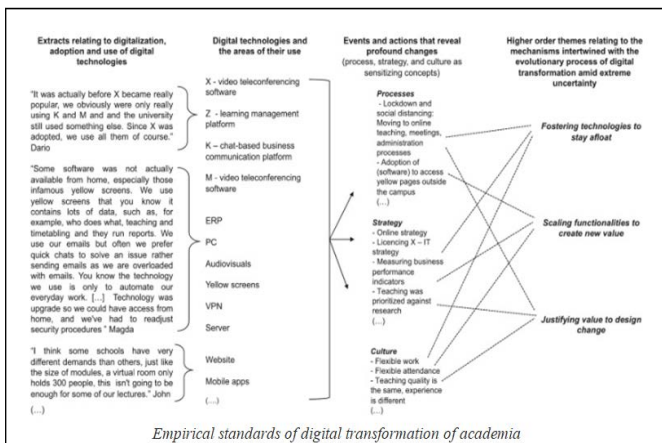 Extracts relating to digitalization,
adoption and use of digital
technologies
"It was actually before X became really
popular, we obviously were only really
using K and M and and the university
still used something else. Since X was
adopted, we use all them of course."
Dario
"Some software was not actually
available from home, especially those
infamous yellow screens. We use
yellow screens that you know it
contains lots of data, such as, for
example, who does what, teaching and
timetabling and they run reports. We
use our emails but often we prefer
quick chats to solve an issue rather
sending emails as we are overloaded
with emails. You know the technology
we use is only to automate our
everyday work. [...] Technology was
upgrade so we could have access from
home, and we've had to readjust
security procedures " Magda
"I think some schools have very
different demands than others, just like
the size of modules, a virtual room only
holds 300 people, this isn't going to be
enough for some of our lectures." John
(...)
Digital technologies and
the areas of their use
X - video teleconferencing
software
Z - learning management
platform
K – chat-based business
communication platform
M - video teleconferencing
software
ERP
PC
Audiovisuals
Yellow screens
VPN
Server
Website
Mobile apps
(...)
Events and actions that reveal
profound changes
(process, strategy, and culture as
sensitizing concepts)
Processes
- Lockdown and
social distancing:
Moving to online
teaching, meetings,
administration
processes
- Adoption of
(software) to access
yellow pages outside
the campus
(...)
Strategy
- Online strategy
- Licencing X – IT
strategy
- Measuring business
performance
indicators
- Teaching was
prioritized against
research
(...)
Culture
- Flexible work
- Flexible attendance
- Teaching quality is
the same, experience
is different
(...)
Higher order themes relating to the
mechanisms intertwined with the
evolutionary process of digital
transformation amid extreme
uncertainty
Fostering technologies to
stay afloat
Scaling functionalities to
create new value
Justifying value to design
change
Empirical standards of digital transformation of academia